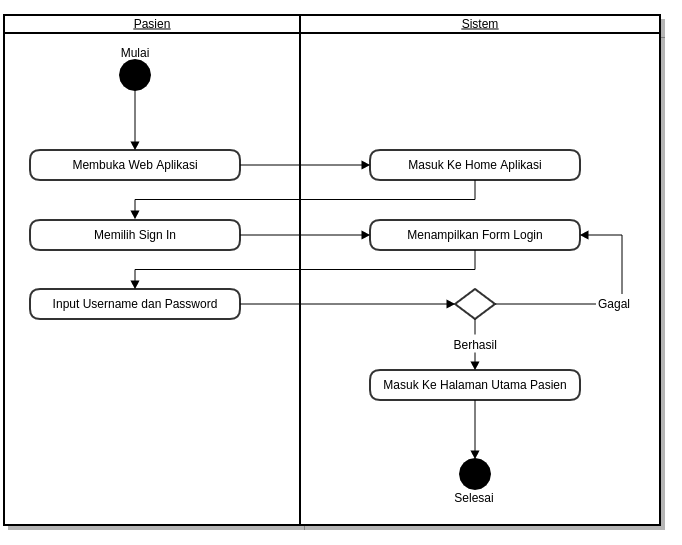 Pasien
Sistem
Mulai
Membuka Web Aplikasi
Masuk Ke Home Aplikasi
Memilih Sign In
Menampilkan Form Login
Input Username dan Password
Gagal
Berhasil
Masuk Ke Halaman Utama Pasien
Selesai